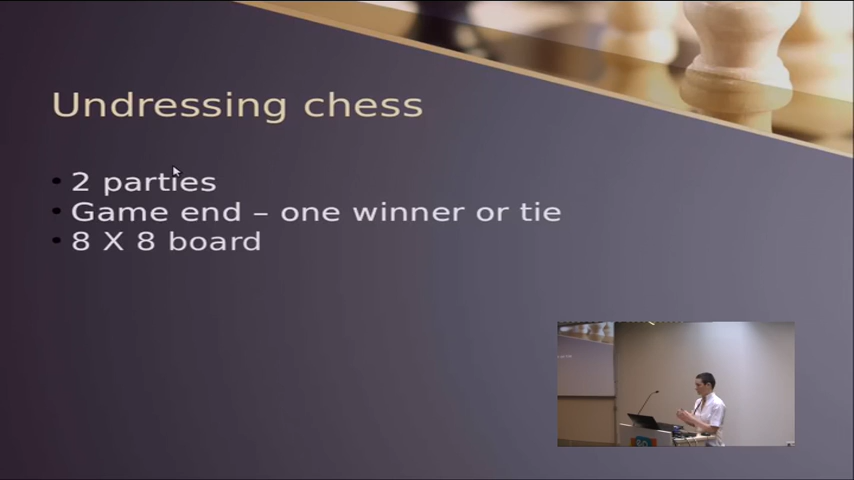 Undressing chess
2 parties
Game end – one winner or tie
8 X 8 board